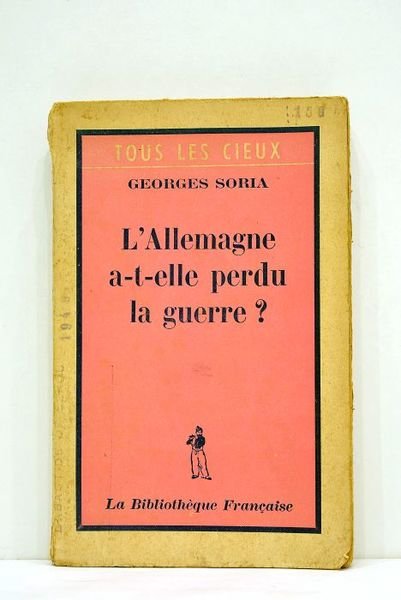 TOUS LES CIEUX
GEORGES SORIA
L'Allemagne
a-t-elle perdu
la guerre ?
La Bibliothèque Française